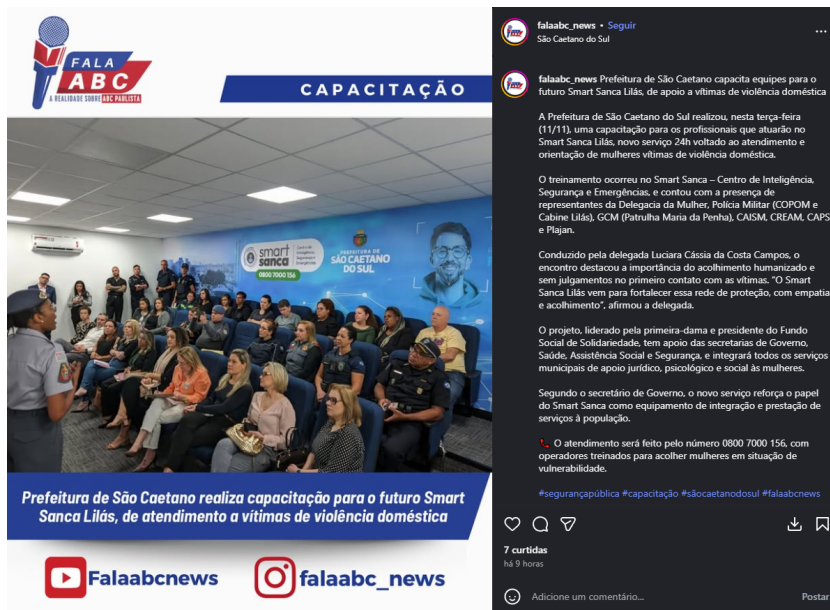 FALA
ABC
A REALIDADE SOBRE ABC PAULISTA
CAPACITAÇÃO
smart
sanca
Centro de
Inteligência,
Segurança e
Emergências
0800 7000 156
PREFEITURA DE
SÃO CAETANO
DO SUL
Prefeitura de São Caetano realiza capacitação para o futuro Smart
Sanca Lilás, de atendimento a vítimas de violência doméstica
Falaabcnews
falaabc_news
falaabc_news • Seguir
São Caetano do Sul
falaabc_news Prefeitura de São Caetano capacita equipes para o
futuro Smart Sanca Lilás, de apoio a vítimas de violência doméstica
A Prefeitura de São Caetano do Sul realizou, nesta terça-feira
(11/11), uma capacitação para os profissionais que atuarão no
Smart Sanca Lilás, novo serviço 24h voltado ao atendimento e
orientação de mulheres vítimas de violência doméstica.
O treinamento ocorreu no Smart Sanca – Centro de Inteligência,
Segurança e Emergências, e contou com a presença de
representantes da Delegacia da Mulher, Polícia Militar (COPOM e
Cabine Lilás), GCM (Patrulha Maria da Penha), CAISM, CREAM, CAPS
e Plajan.
Conduzido pela delegada Luciara Cássia da Costa Campos, o
encontro destacou a importância do acolhimento humanizado e
sem julgamentos no primeiro contato com as vítimas. “O Smart
Sanca Lilás vem para fortalecer essa rede de proteção, com empatia
e acolhimento”, afirmou a delegada.
O projeto, liderado pela primeira-dama e presidente do Fundo
Social de Solidariedade, tem apoio das secretarias de Governo,
Saúde, Assistência Social e Segurança, e integrará todos os serviços
municipais de apoio jurídico, psicológico e social às mulheres.
Segundo o secretário de Governo, o novo serviço reforça o papel
do Smart Sanca como equipamento de integração e prestação de
serviços à população.
📞 O atendimento será feito pelo número 0800 7000 156, com
operadores treinados para acolher mulheres em situação de
vulnerabilidade.
#segurançapública #capacitação #sãocaetanodosul #falaabcnews
7 curtidas
há 9 horas
Adicione um comentário...
Postar